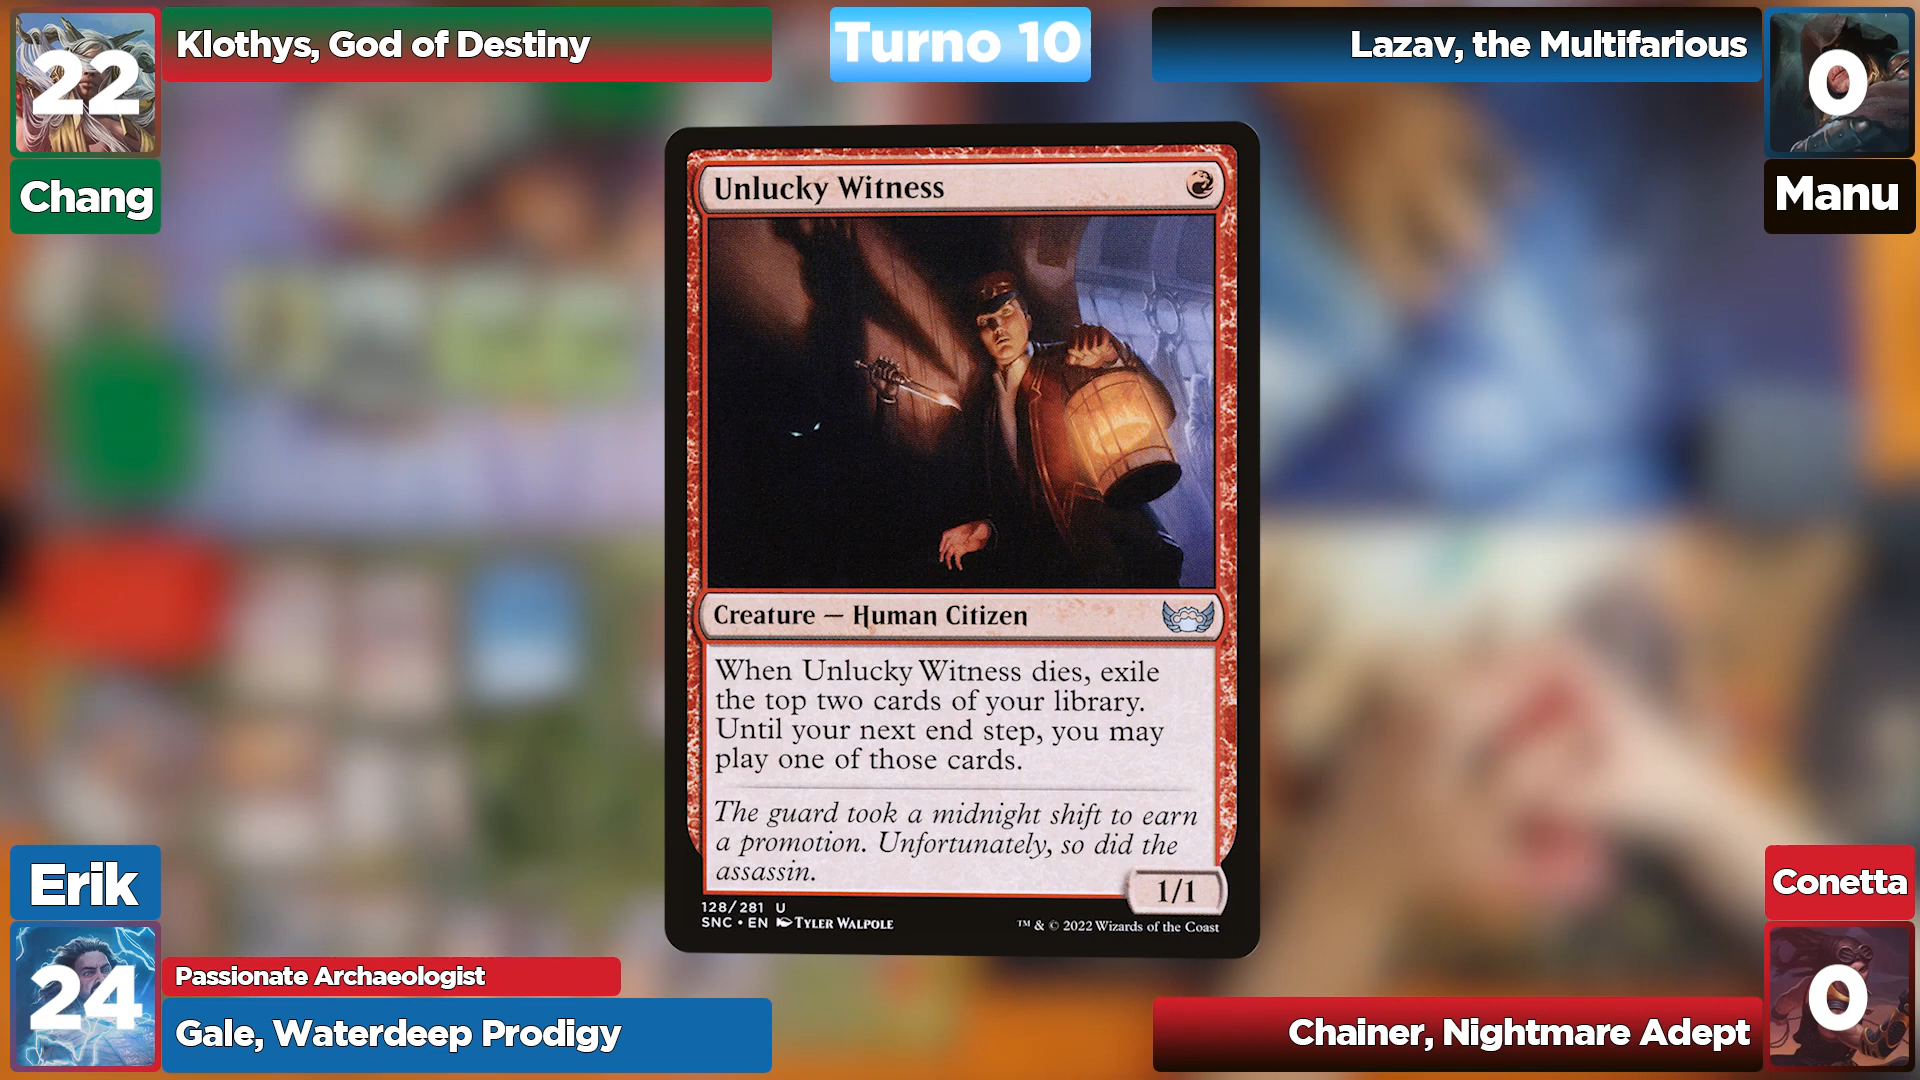 22
Klothys, God of Destiny
Chang
Turno 10
Lazav, the Multifarious
0
Manu
Unlucky Witness
Creature — Human Citizen
When Unlucky Witness dies, exile
the top two cards of your library.
Until your next end step, you may
play one of those cards.
The guard took a midnight shift to earn
a promotion. Unfortunately, so did the
assassin.
1/1
128/281 U
SNC • EN Tyler Walpole
™ & © 2022 Wizards of the Coast
Erik
24
Passionate Archaeologist
Gale, Waterdeep Prodigy
Conetta
0
Chainer, Nightmare Adept